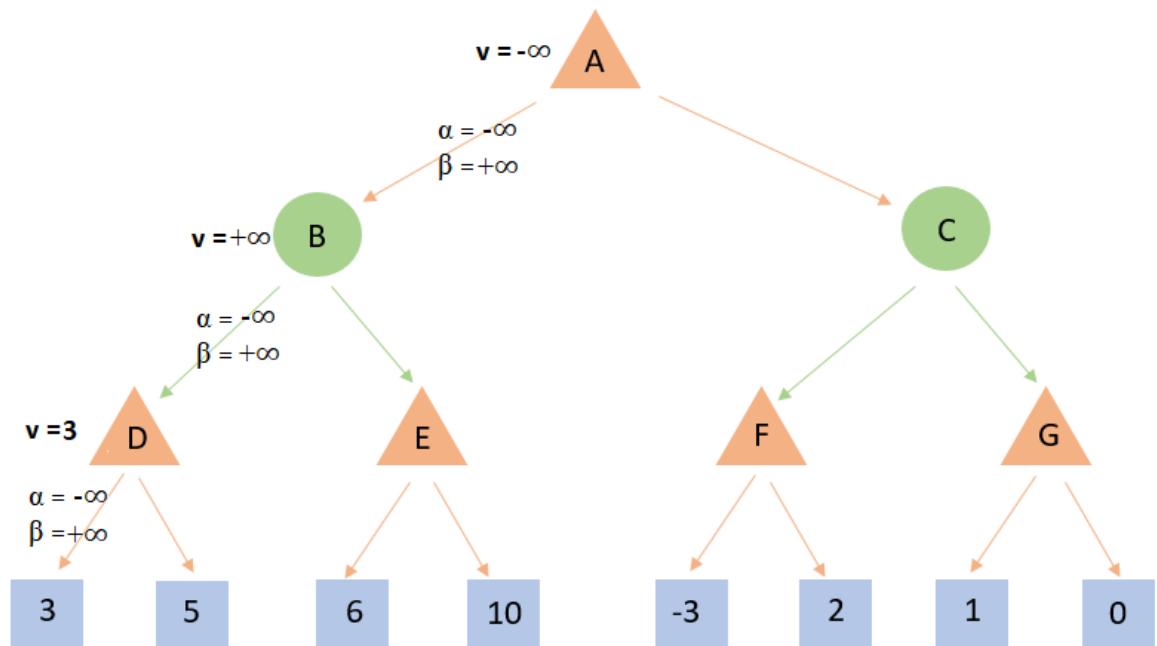 v = -∞
A
α = -∞
β = +∞
v = +∞
B
C
α = -∞
β = +∞
v = 3
D
E
F
G
α = -∞
β = +∞
3
5
6
10
-3
2
1
0